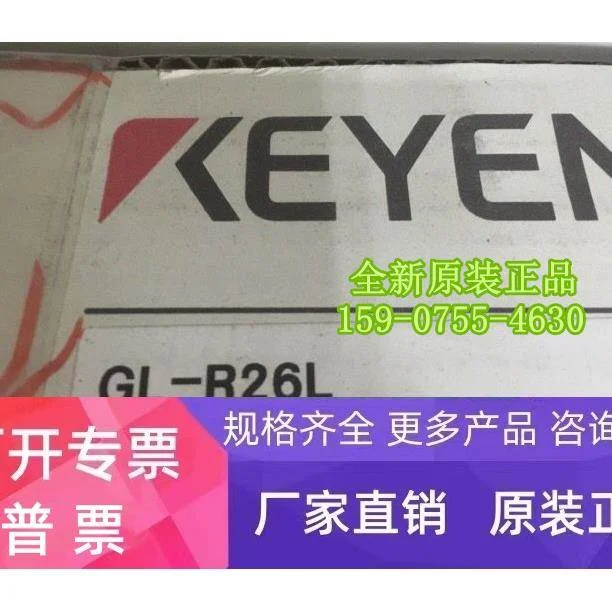 KEYEN
全新原装正品
159-0755-4630
GL-R26L
规格齐全 更多产品 咨询
开专票
普票
厂家直销 原装正